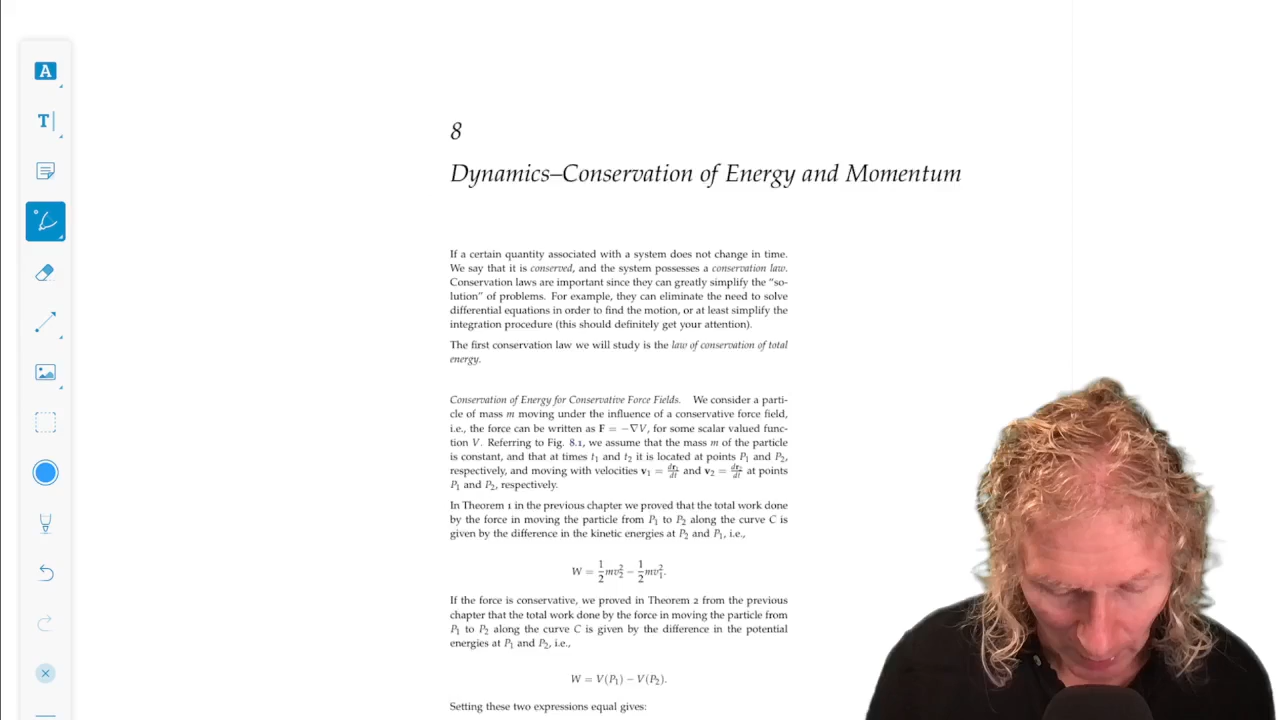 A
T
8
Dynamics–Conservation of Energy and Momentum
If a certain quantity associated with a system does not change in time.
We say that it is conserved, and the system possesses a conservation law.
Conservation laws are important since they can greatly simplify the “so-
lution” of problems. For example, they can eliminate the need to solve
differential equations in order to find the motion, or at least simplify the
integration procedure (this should definitely get your attention).
The first conservation law we will study is the law of conservation of total
energy.
Conservation of Energy for Conservative Force Fields. We consider a parti-
cle of mass m moving under the influence of a conservative force field,
i.e., the force can be written as F = −∇V, for some scalar valued func-
tion V. Referring to Fig. 8.1, we assume that the mass m of the particle
is constant, and that at times t₁ and t₂ it is located at points P₁ and P₂,
respectively, and moving with velocities v₁ = dr₁/dt and v₂ = dr₂/dt at points
P₁ and P₂, respectively.
In Theorem 1 in the previous chapter we proved that the total work done
by the force in moving the particle from P₁ to P₂ along the curve C is
given by the difference in the kinetic energies at P₂ and P₁, i.e.,
W = 1/2 mv₂² − 1/2 mv₁².
If the force is conservative, we proved in Theorem 2 from the previous
chapter that the total work done by the force in moving the particle from
P₁ to P₂ along the curve C is given by the difference in the potential
energies at P₁ and P₂, i.e.,
W = V(P₁) − V(P₂).
Setting these two expressions equal gives: